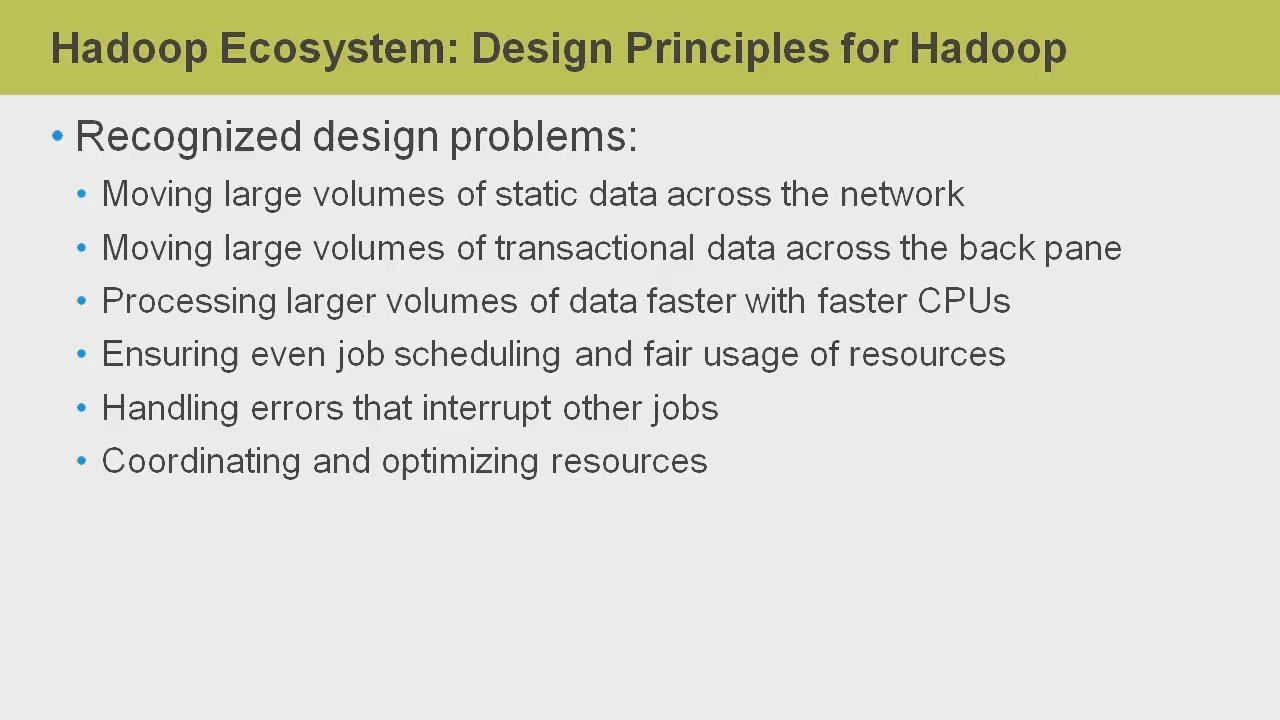 Hadoop Ecosystem: Design Principles for Hadoop
• Recognized design problems:
• Moving large volumes of static data across the network
• Moving large volumes of transactional data across the back pane
• Processing larger volumes of data faster with faster CPUs
• Ensuring even job scheduling and fair usage of resources
• Handling errors that interrupt other jobs
• Coordinating and optimizing resources